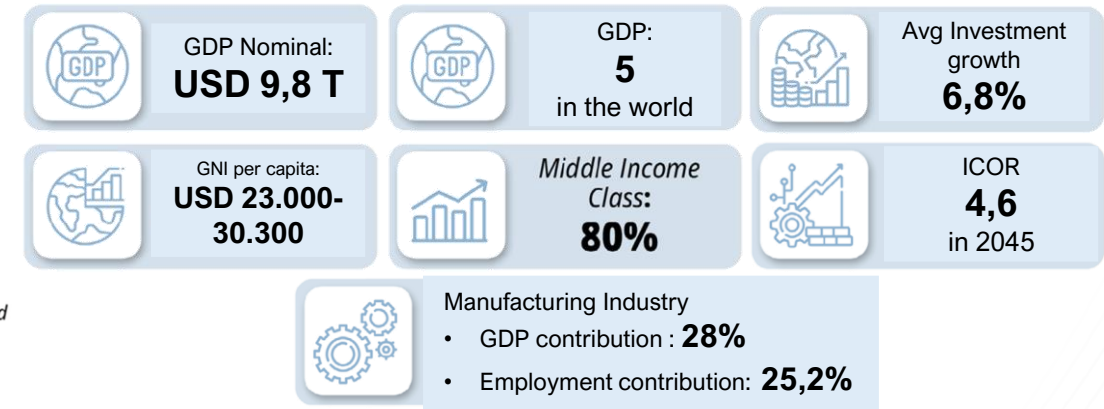 GDP
GDP Nominal:
USD 9,8 T
GDP
GDP:
5
in the world
Avg Investment
growth
6,8%
GNI per capita:
USD 23.000-
30.300
Middle Income
Class:
80%
ICOR
4,6
in 2045
d
Manufacturing Industry
• GDP contribution : 28%
• Employment contribution: 25,2%